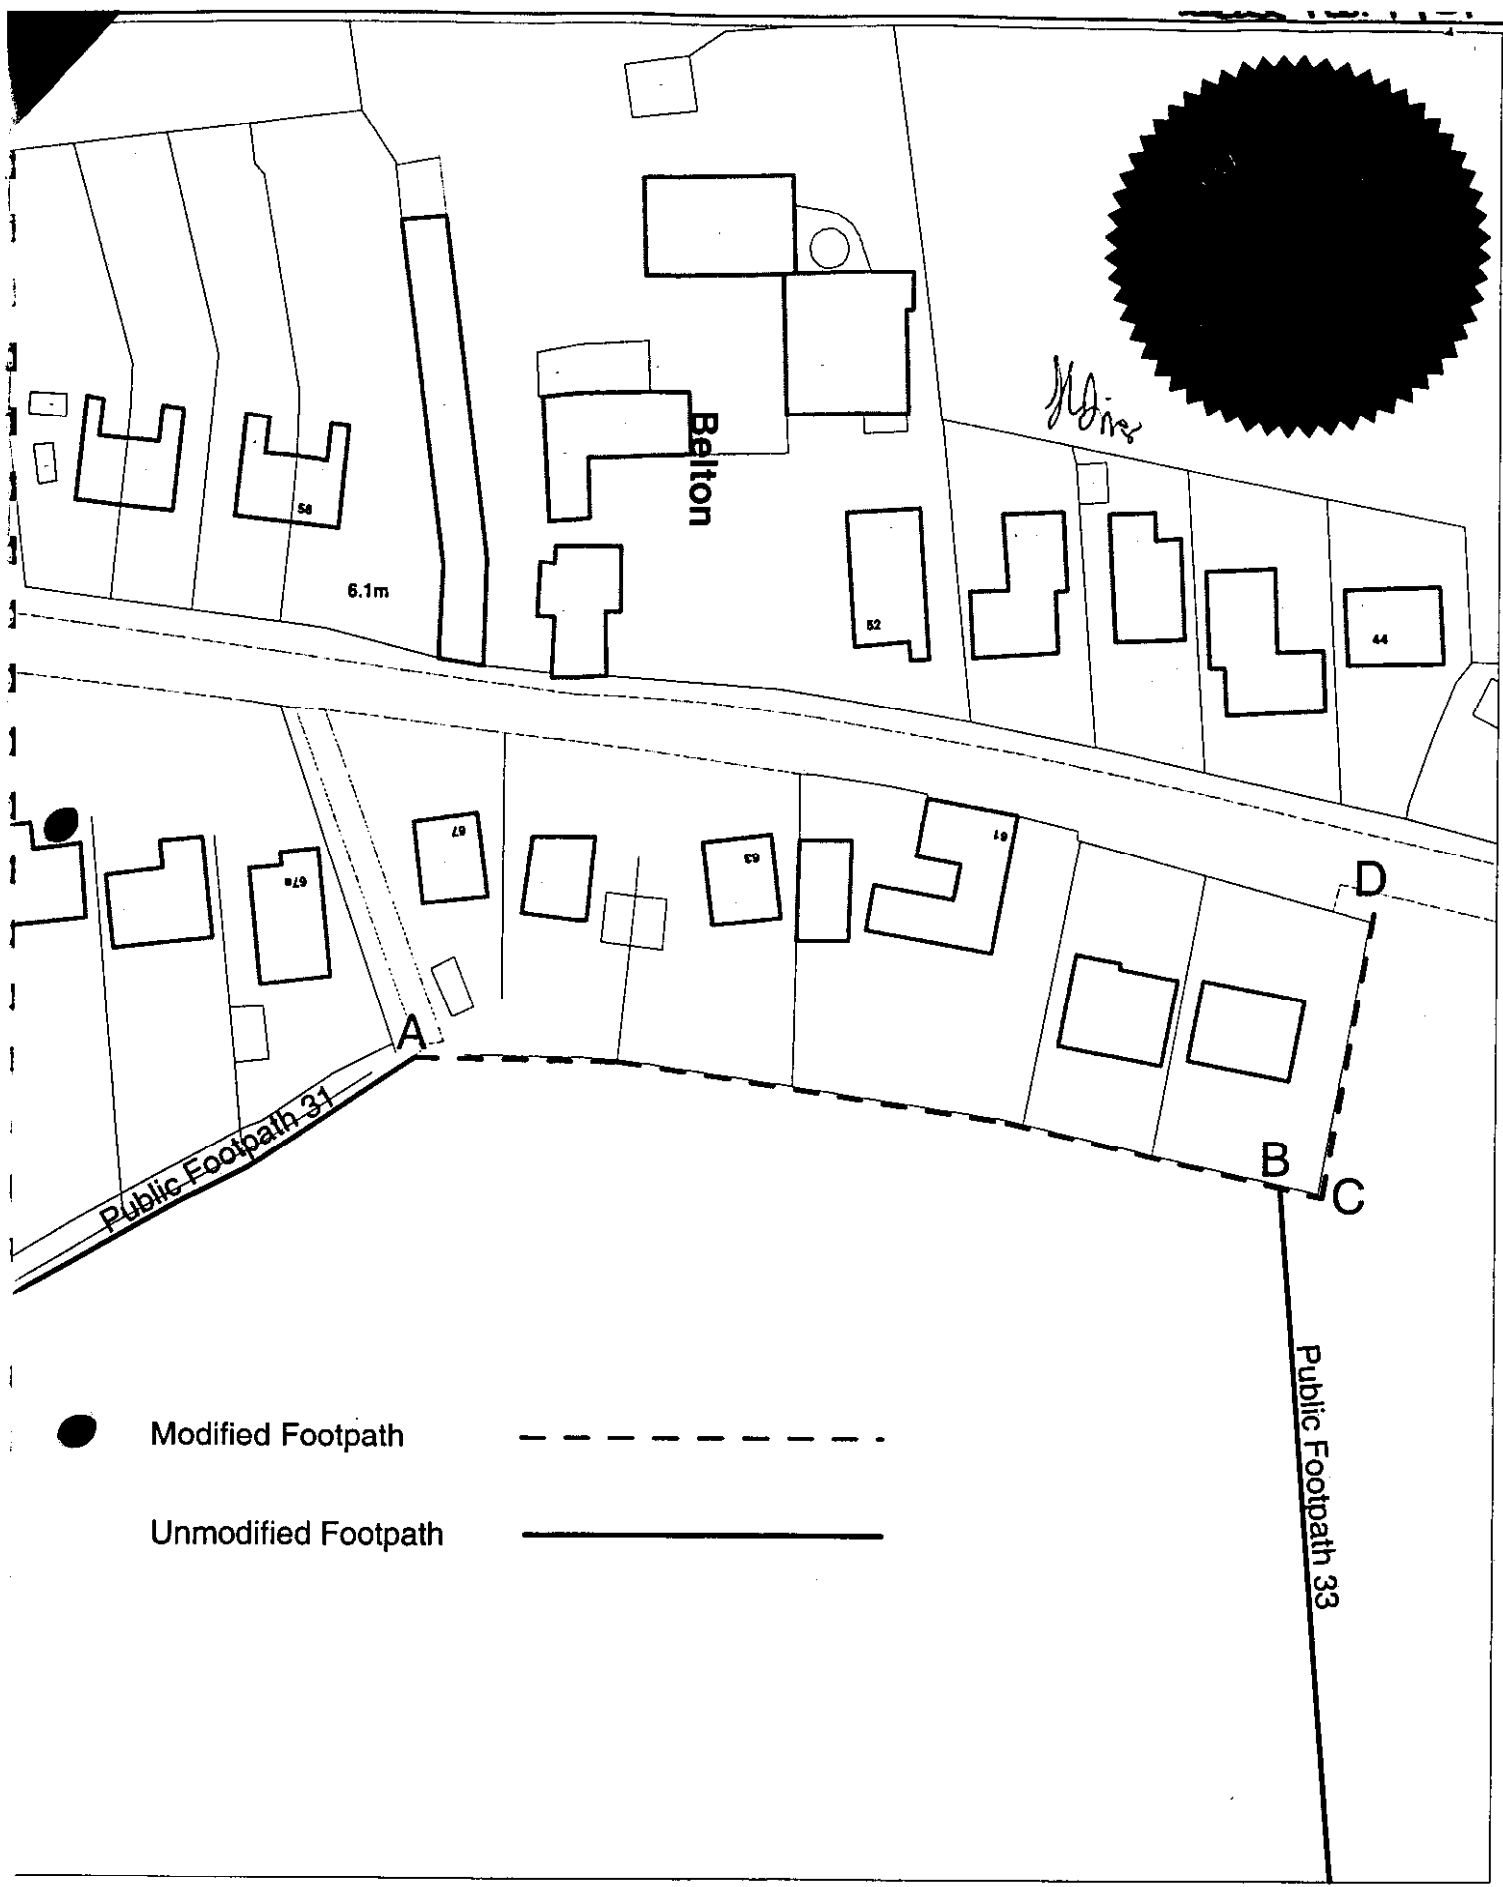 Belton
58
6.1m
52
44
67
63
61
67a
D
A
Public Footpath 31
B
C
Public Footpath 33
Modified Footpath
Unmodified Footpath